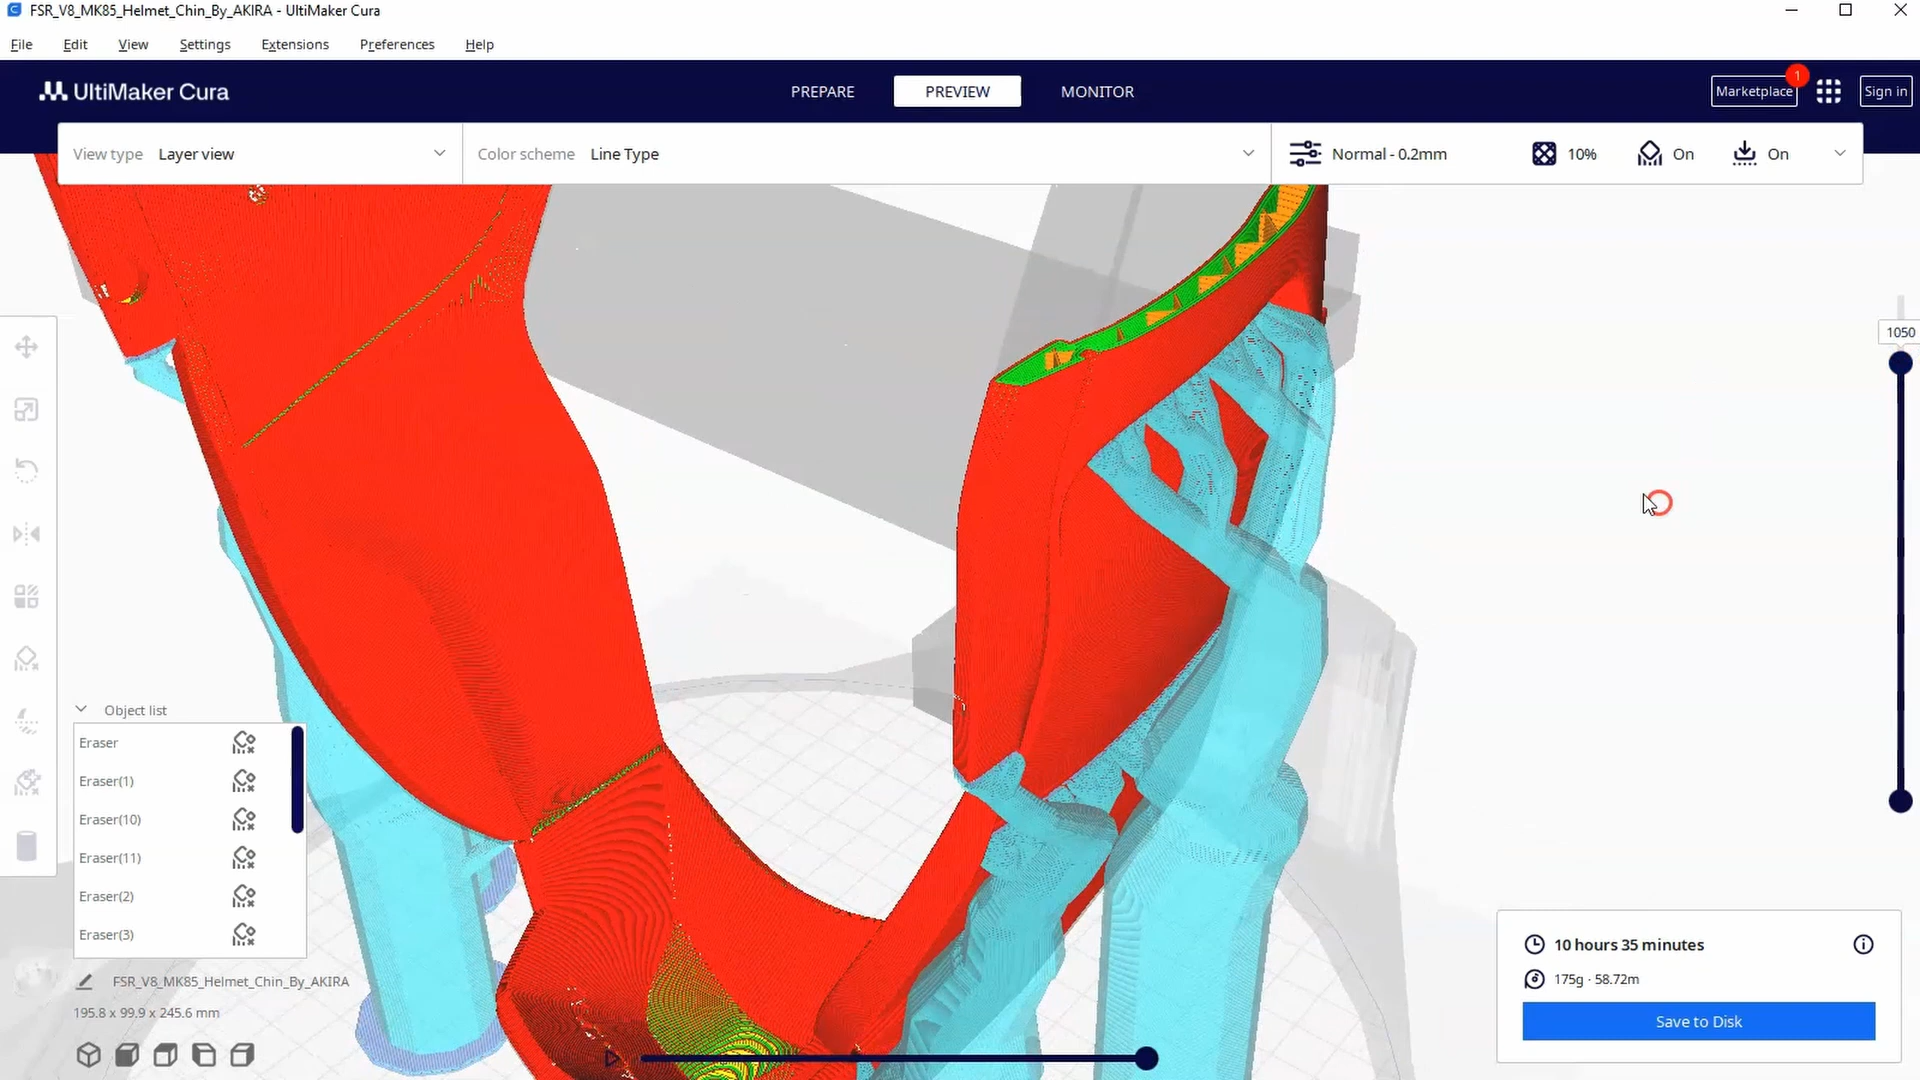 FSR_V8_MK85_Helmet_Chin_By_AKIRA - UltiMaker Cura
File Edit View Settings Extensions Preferences Help
UltiMaker Cura PREPARE PREVIEW MONITOR Marketplace 1 Sign in
View type Layer view Color scheme Line Type Normal - 0.2mm 10% On On
1050
Object list
Eraser
Eraser(1)
Eraser(10)
Eraser(11)
Eraser(2)
Eraser(3)
FSR_V8_MK85_Helmet_Chin_By_AKIRA
195.8 x 99.9 x 245.6 mm
10 hours 35 minutes
175g · 58.72m
Save to Disk